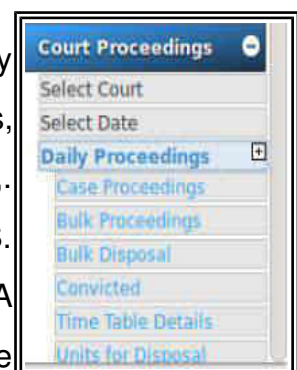 y
s,
Court Proceedings
Select Court
Select Date
Daily Proceedings
Case Proceedings
Bulk Proceedings
Bulk Disposal
Convicted
A
Time Table Details
e
Units for Disposal